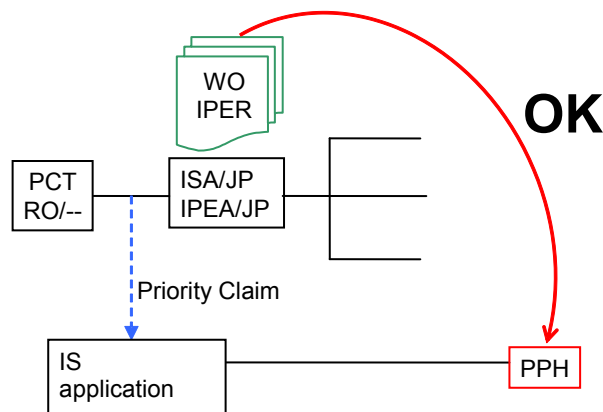 WO
IPER
OK
PCT
RO/--
ISA/JP
IPEA/JP
Priority Claim
IS
application
PPH